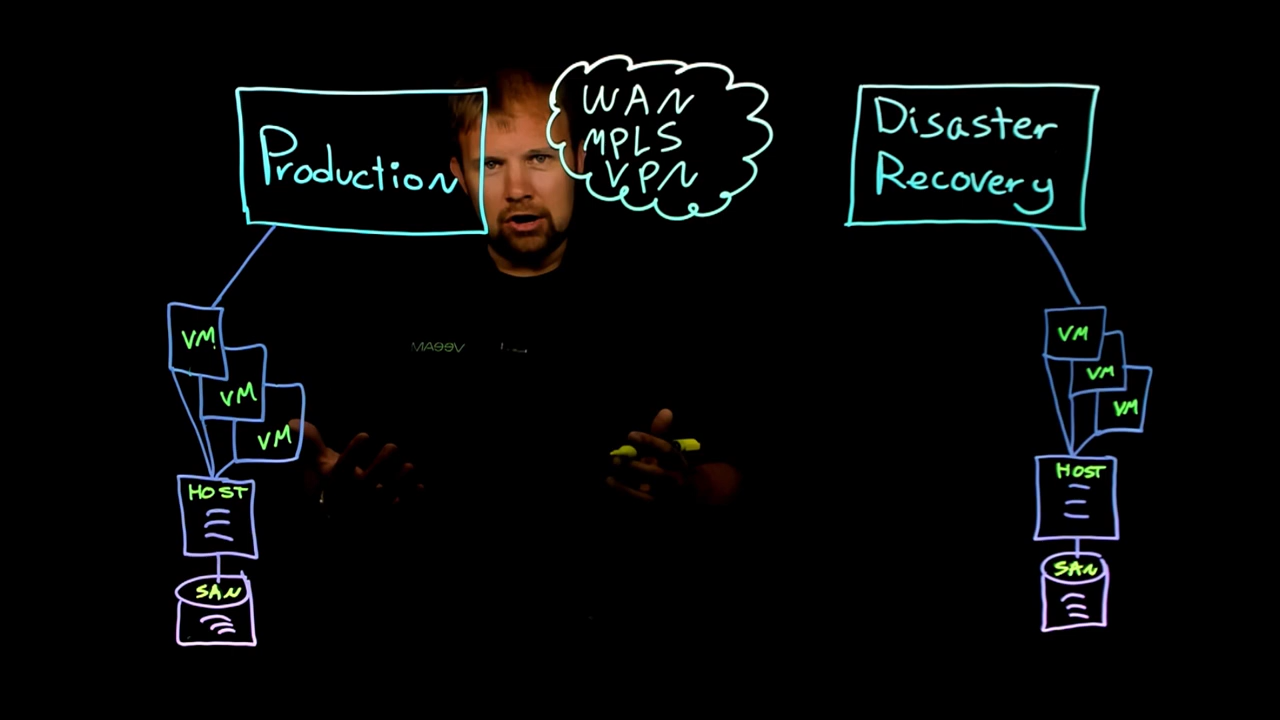 Production
WAN
MPLS
VPN
Disaster
Recovery
VM
VM
VM
HOST
SAN
VM
VM
VM
HOST
SAN